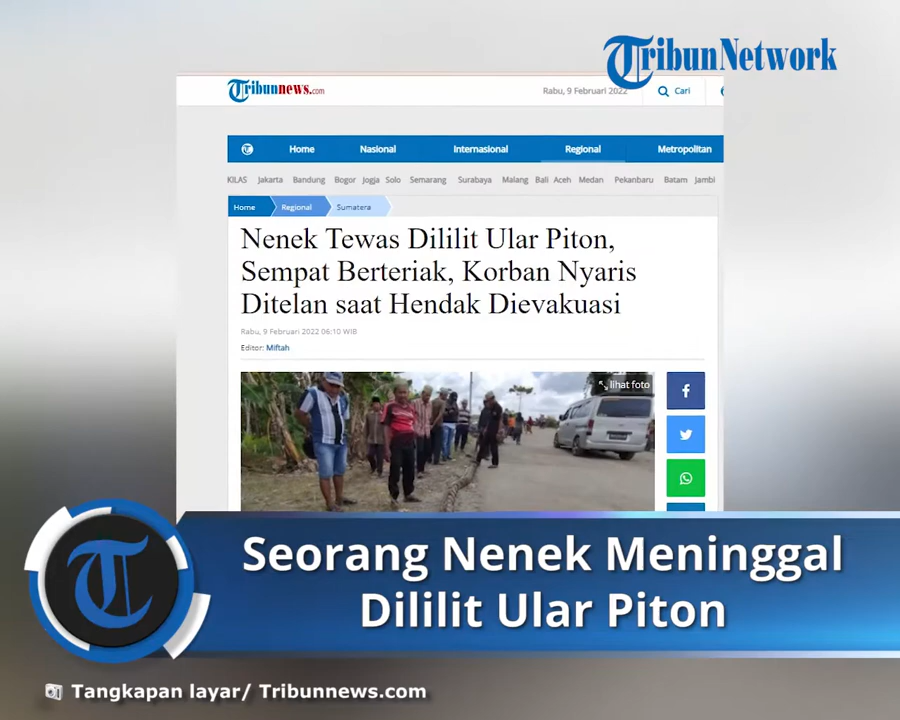 TribunNetwork
Tribunnews.com
Rabu, 9 Februari 2022
Cari
Home Nasional Internasional Regional Metropolitan
KILAS Jakarta Bandung Bogor Jogja Solo Semarang Surabaya Malang Bali Aceh Medan Pekanbaru Batam Jambi
Home Regional Sumatera
Nenek Tewas Dililit Ular Piton,
Sempat Berteriak, Korban Nyaris
Ditelan saat Hendak Dievakuasi
Rabu, 9 Februari 2022 06:10 WIB
Editor: Miftah
lihat foto
Seorang Nenek Meninggal
Dililit Ular Piton
Tangkapan layar/ Tribunnews.com